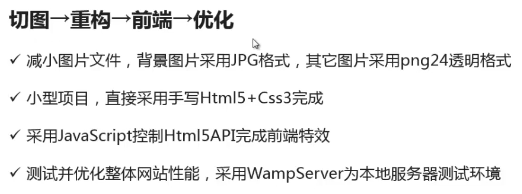 切图→重构→前端→优化
✓ 减小图片文件，背景图片采用JPG格式，其它图片采用png24透明格式
✓ 小型项目，直接采用手写Html5+Css3完成
✓ 采用JavaScript控制Html5API完成前端特效
✓ 测试并优化整体网站性能，采用WampServer为本地服务器测试环境